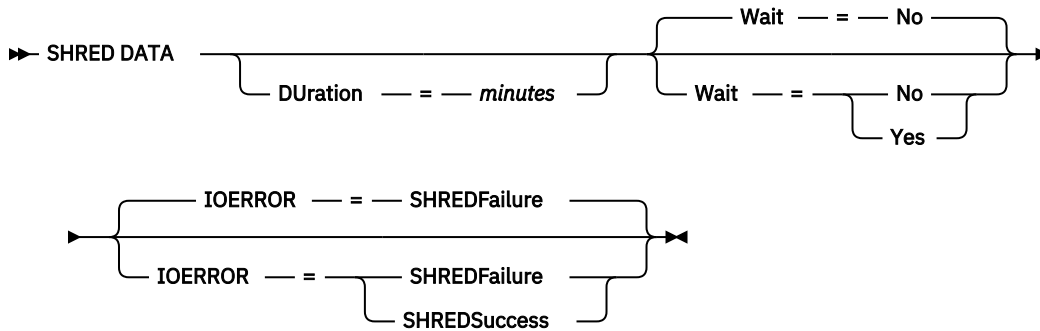 Wait = No
SHRED DATA
DUration = minutes Wait = No
Yes
IOERROR = SHREDFailure
IOERROR = SHREDFailure
SHREDSuccess